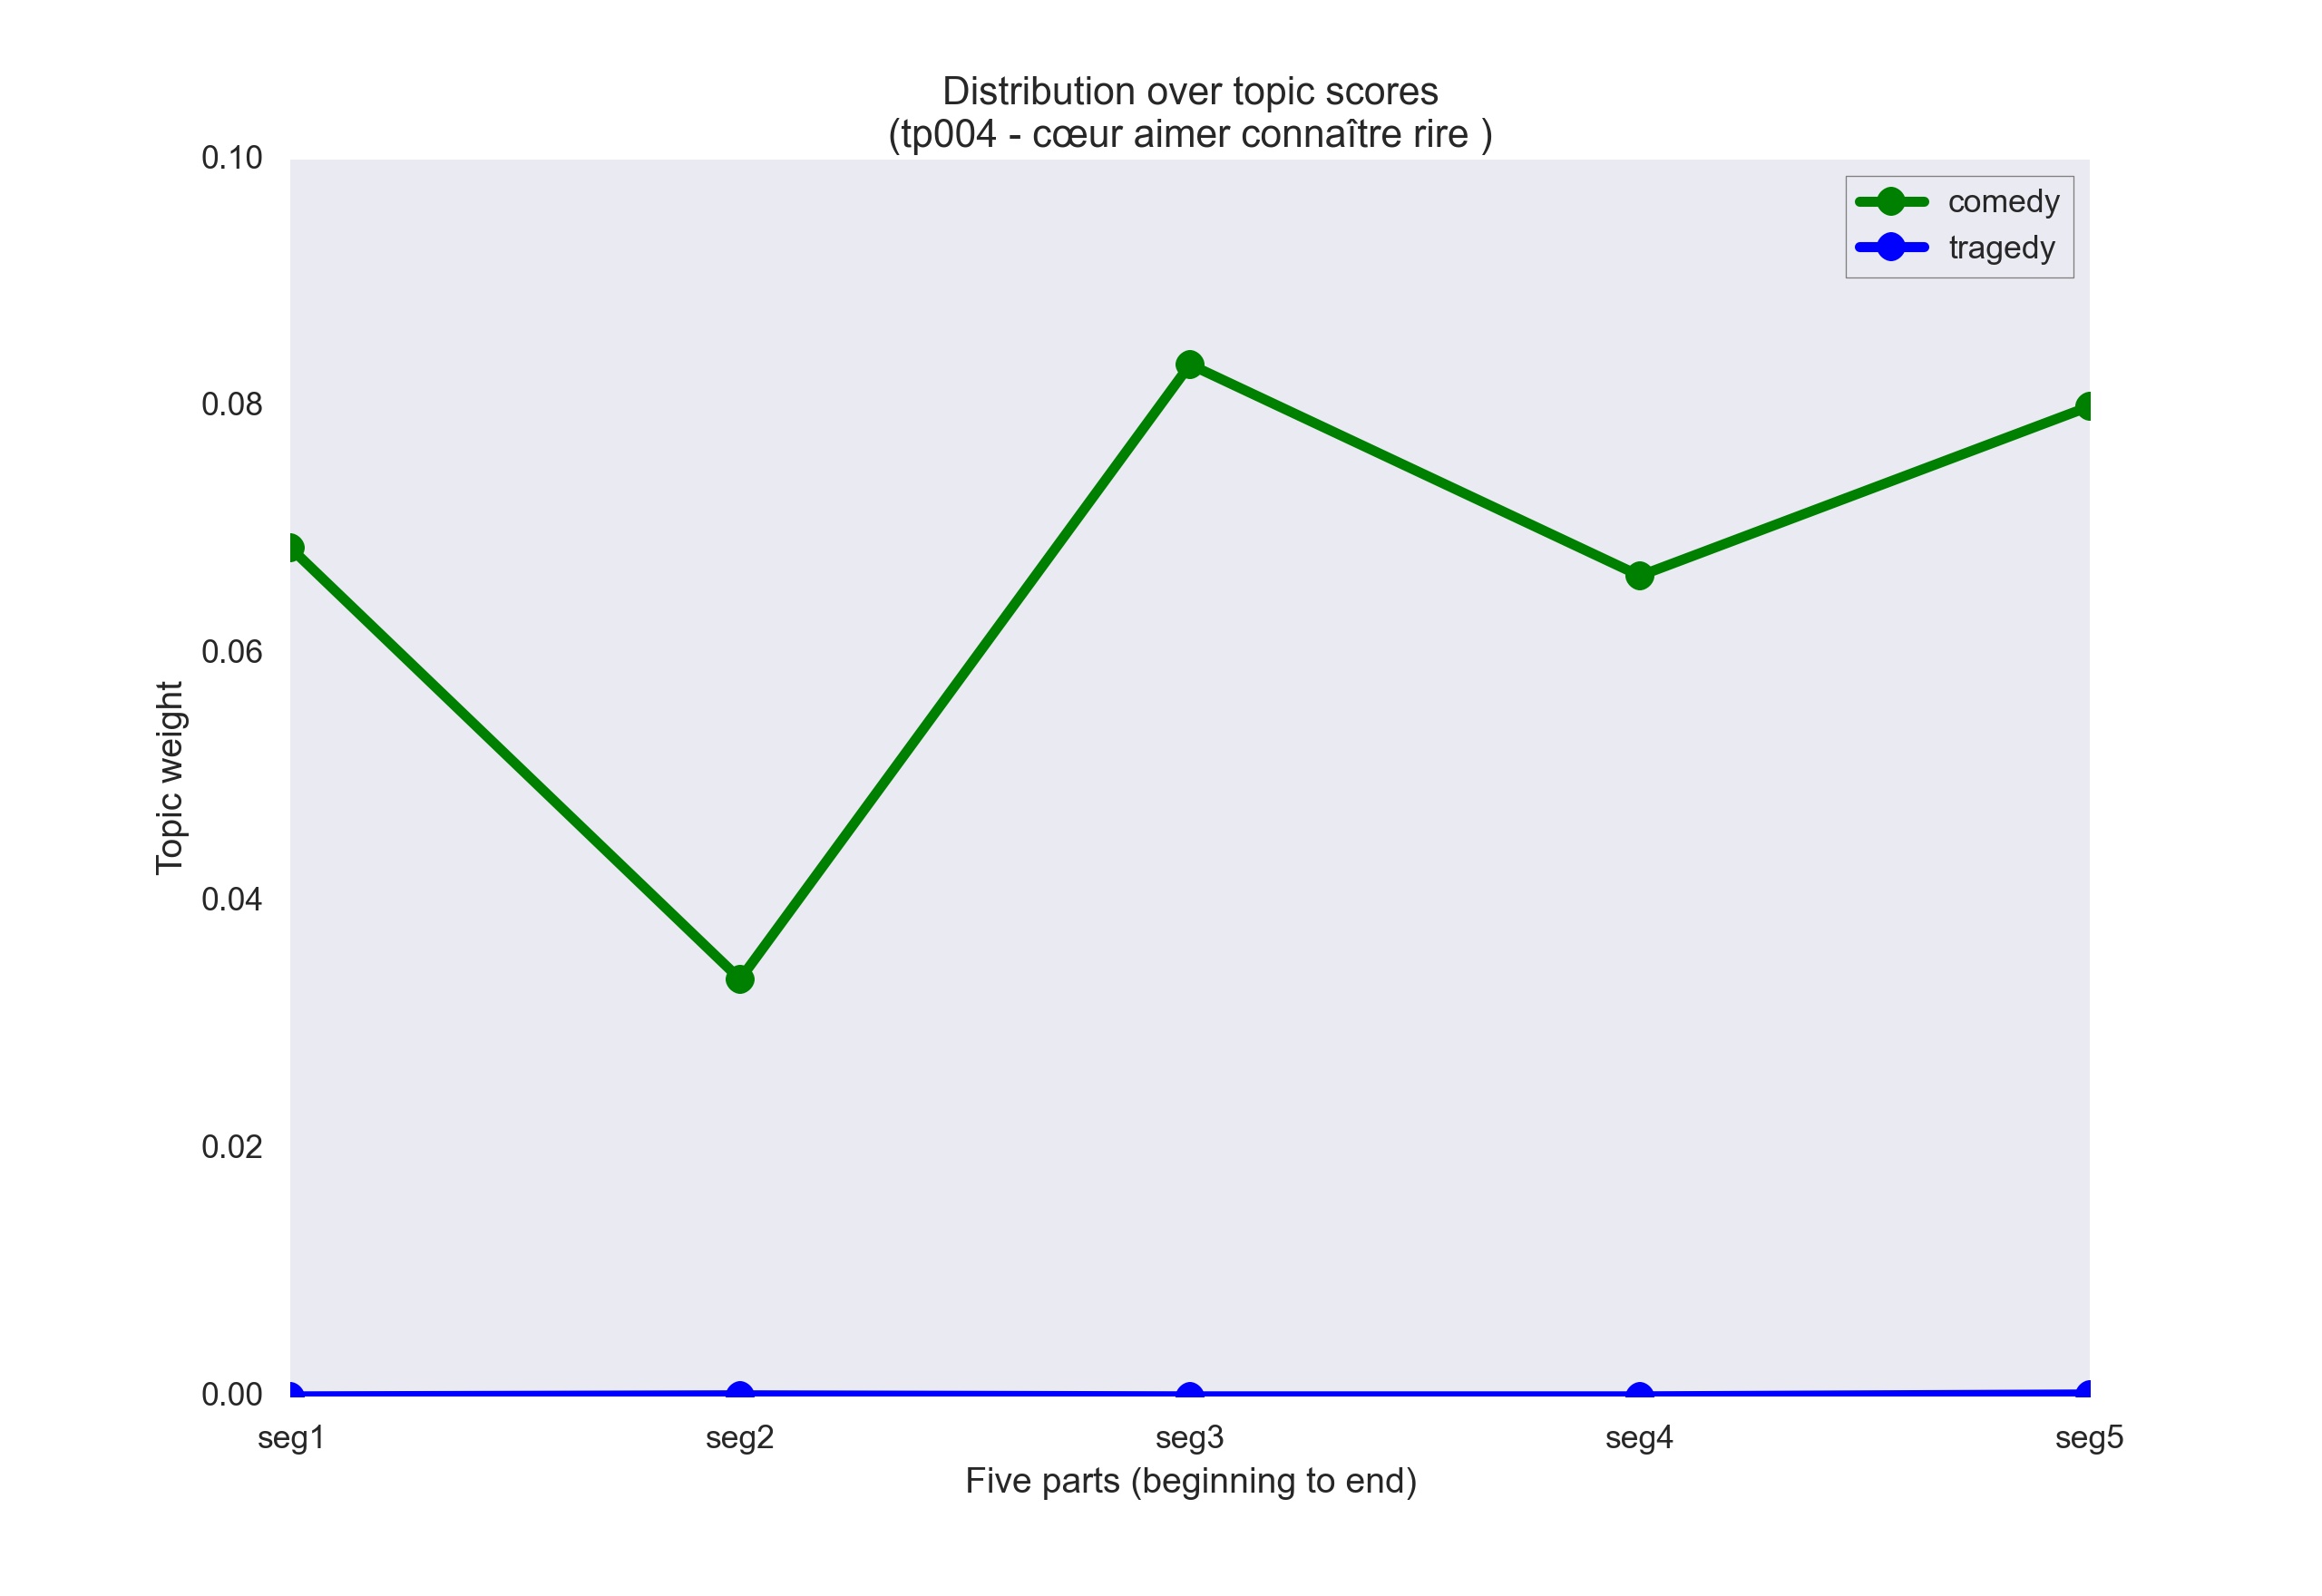 Distribution over topic scores
(tp004 - cœur aimer connaître rire )
comedy
tragedy
Topic weight
0.10
0.08
0.06
0.04
0.02
0.00
seg1 seg2 seg3 seg4 seg5
Five parts (beginning to end)